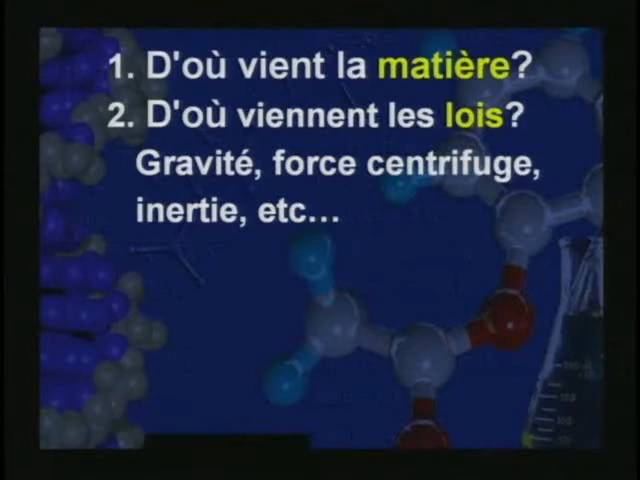 1. D'où vient la matière?
2. D'où viennent les lois?
Gravité, force centrifuge,
inertie, etc...